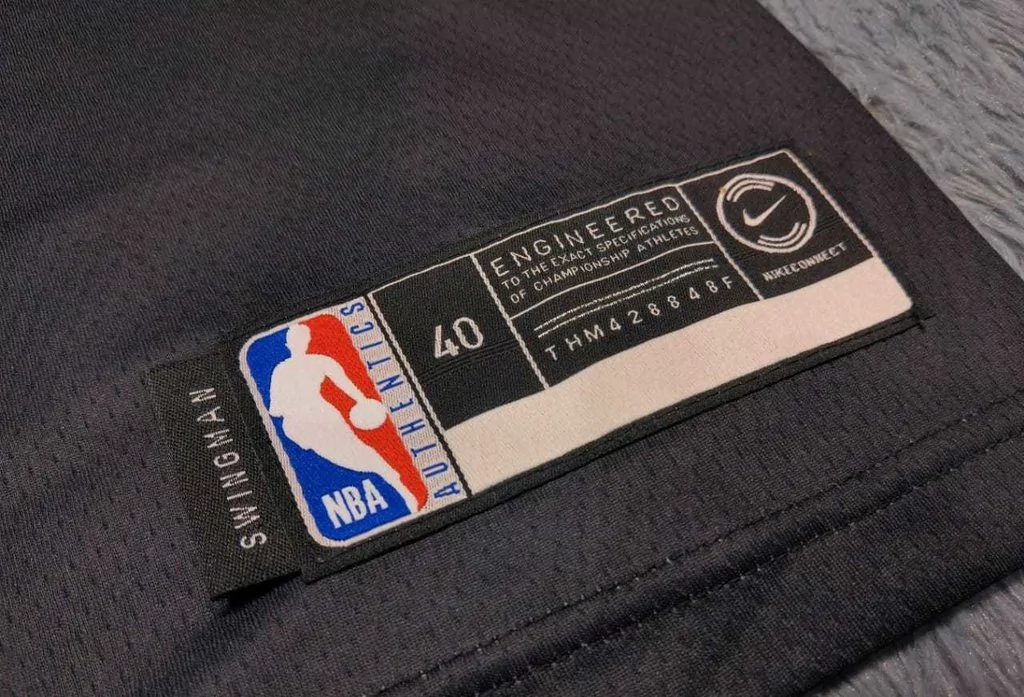 SWINGMAN
NBA
AUTHENTICS
40
ENGINEERED
TO THE EXACT SPECIFICATIONS
OF CHAMPIONSHIP ATHLETES
THM428848F
NIKECONNECT